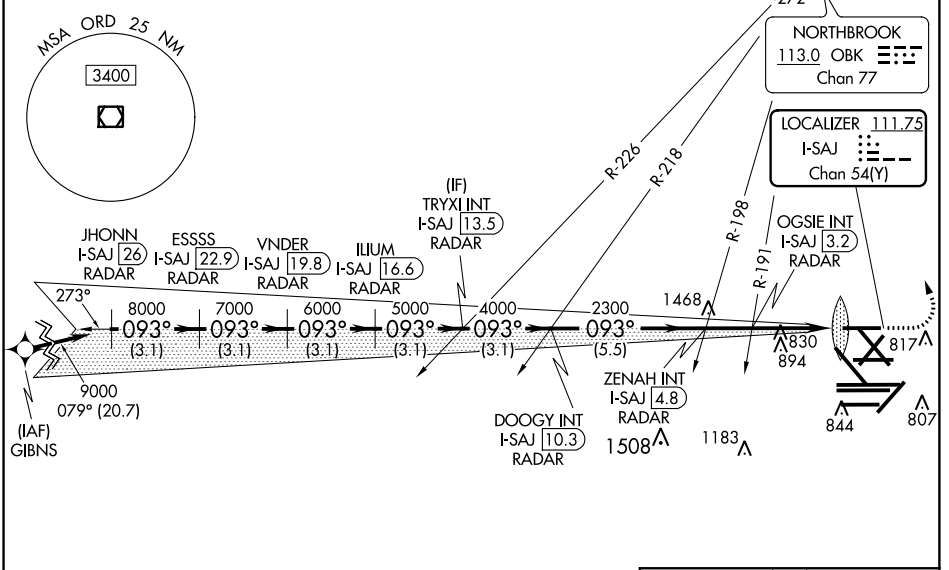 272°
MSA ORD 25 NM
3400
NORTHBROOK
113.0 OBK
Chan 77
LOCALIZER 111.75
I-SAJ
Chan 54(Y)
R-226
R-218
R-198
R-191
(IF)
TRYXI INT
I-SAJ 13.5
RADAR
JHONN
I-SAJ 26
RADAR
ESSSS
I-SAJ 22.9
RADAR
VNDER
I-SAJ 19.8
RADAR
ILIUM
I-SAJ 16.6
RADAR
OGSIE INT
I-SAJ 3.2
RADAR
273°
8000
093°
(3.1)
7000
093°
(3.1)
6000
093°
(3.1)
5000
093°
(3.1)
4000
093°
(3.1)
2300
093°
(5.5)
1468
830
894
817
9000
079° (20.7)
(IAF)
GIBNS
DOOGY INT
I-SAJ 10.3
RADAR
ZENAH INT
I-SAJ 4.8
RADAR
1508
1183
844
807